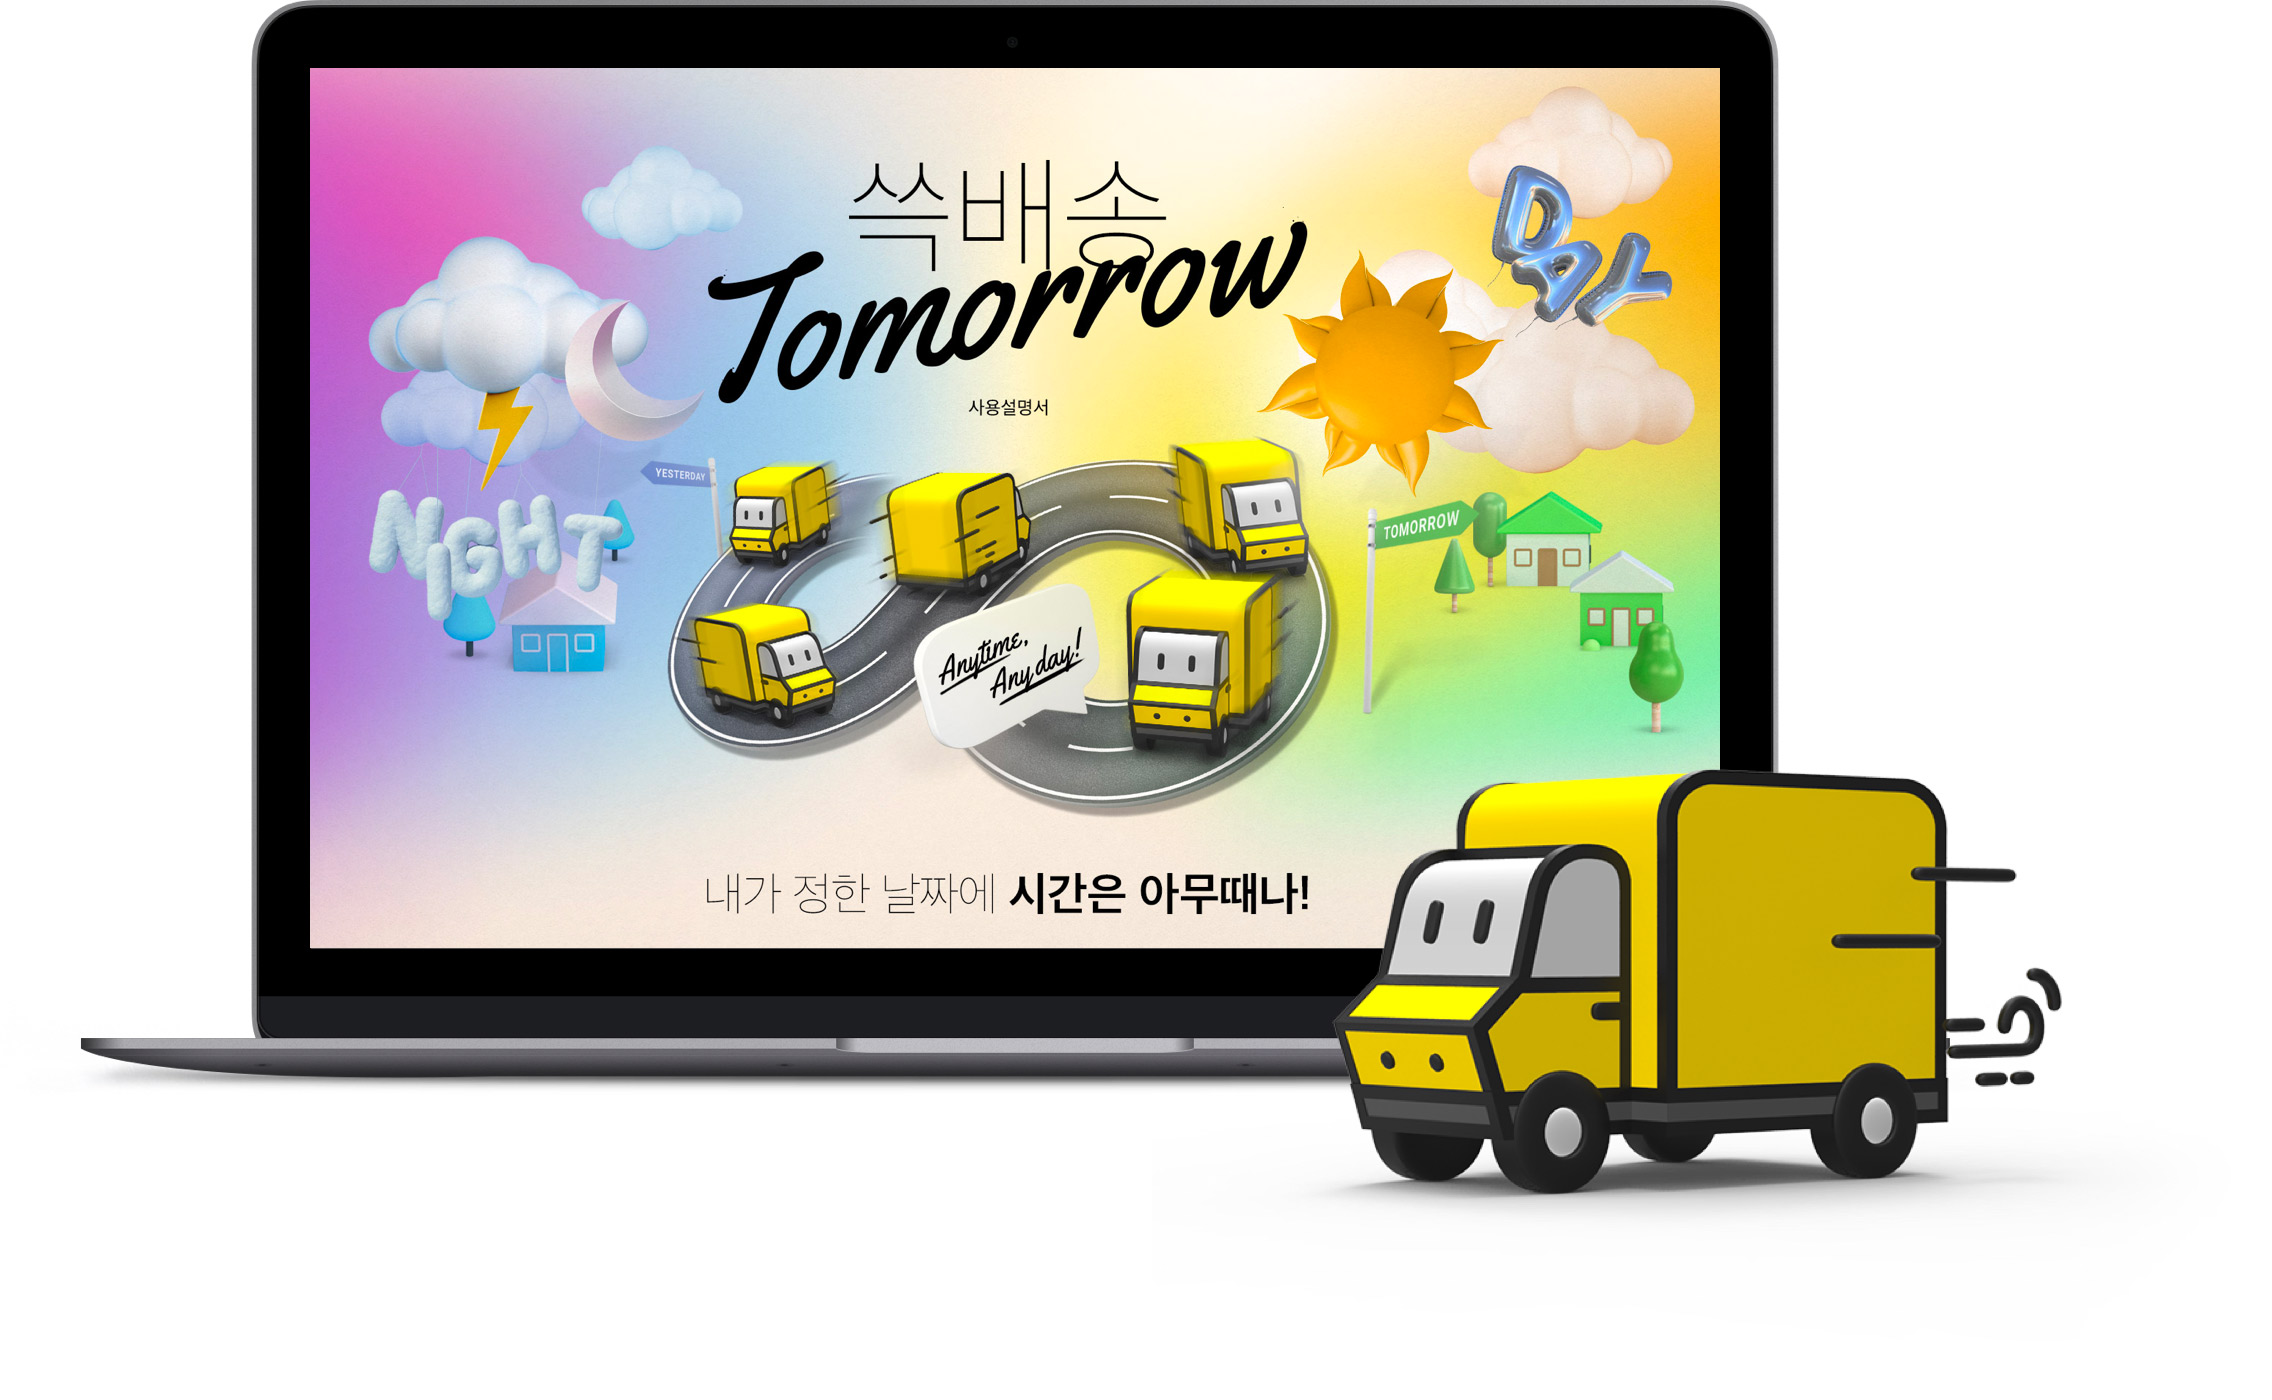 쓱배송
Tomorrow
사용설명서
DAY
NIGHT
YESTERDAY
TOMORROW
Anytime,
Any day!
내가 정한 날짜에 시간은 아무때나!